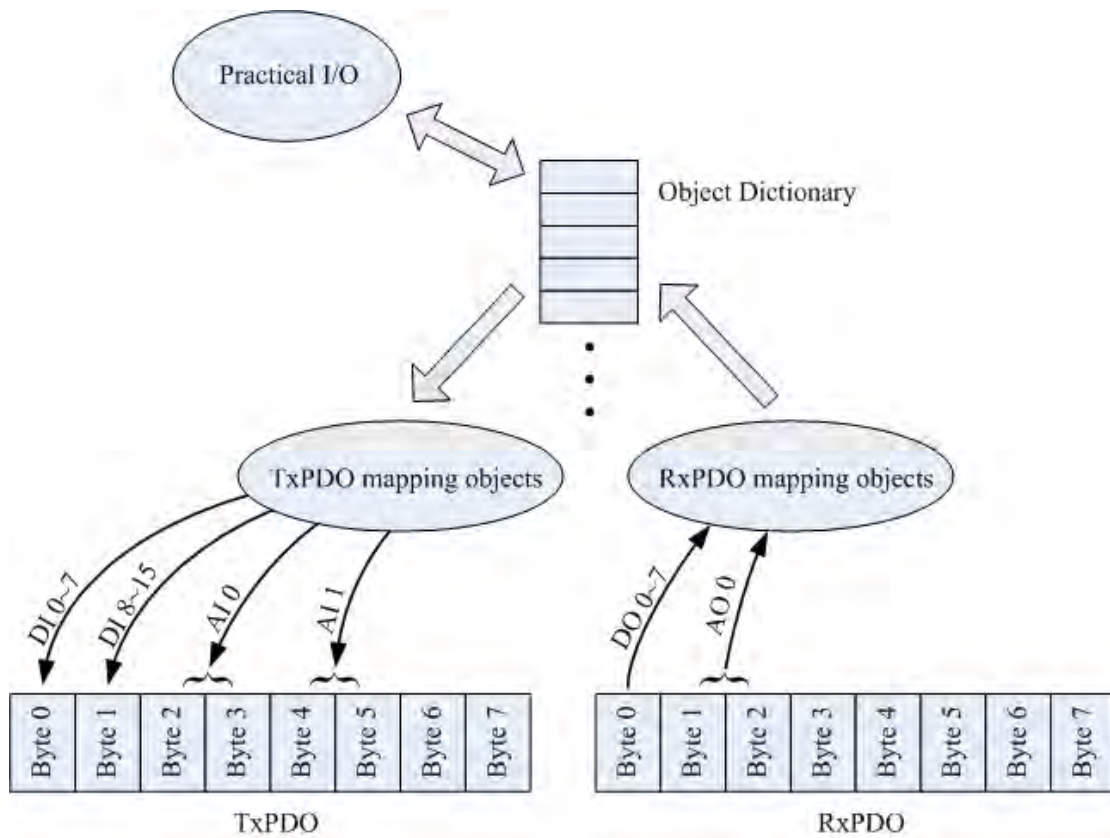 Practical I/O
Object Dictionary
TxPDO mapping objects
RxPDO mapping objects
DI 0~7
DI 8~15
AI 0
AI 1
DO 0~7
AO 0
Byte 0
Byte 1
Byte 2
Byte 3
Byte 4
Byte 5
Byte 6
Byte 7
Byte 0
Byte 1
Byte 2
Byte 3
Byte 4
Byte 5
Byte 6
Byte 7
TxPDO
RxPDO